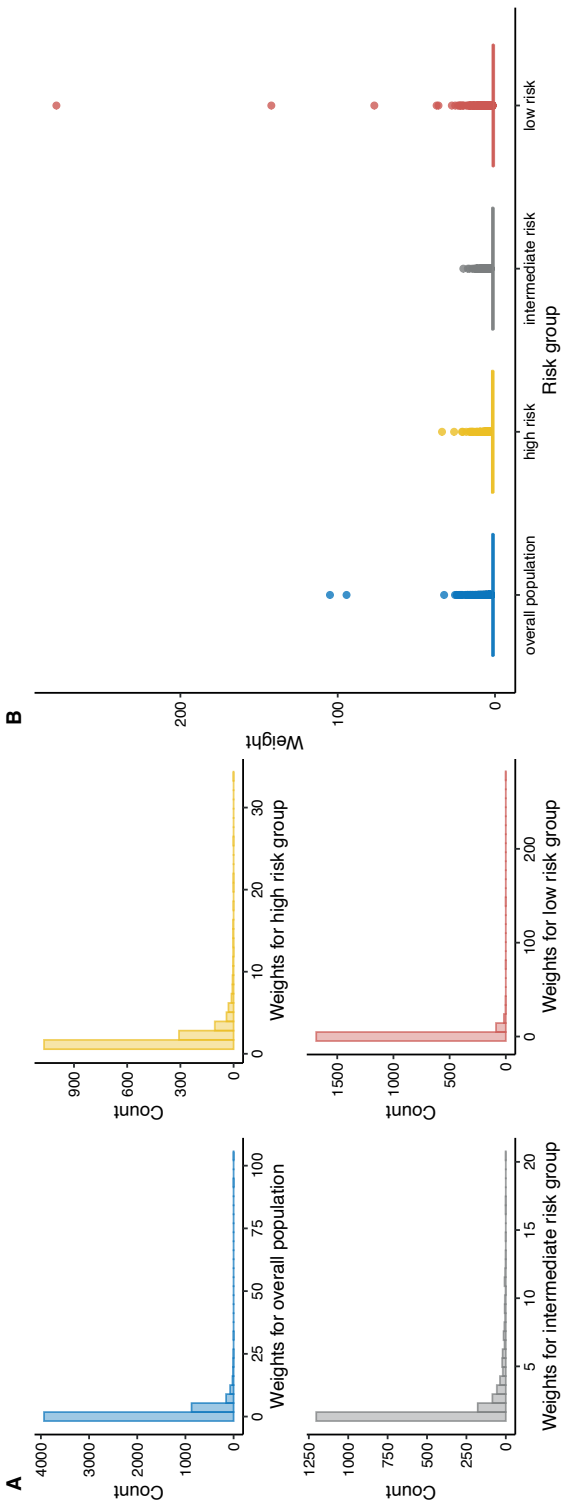 A
4000
3000
2000
1000
0
Count
0 25 50 75 100
Weights for overall population
900
600
300
0
Count
0 10 20 30
Weights for high risk group
1250
1000
750
500
250
0
Count
5 10 15 20
Weights for intermediate risk group
1500
1000
500
0
Count
0 100 200
Weights for low risk group
B
200
100
0
Weight
overall population high risk intermediate risk low risk
Risk group